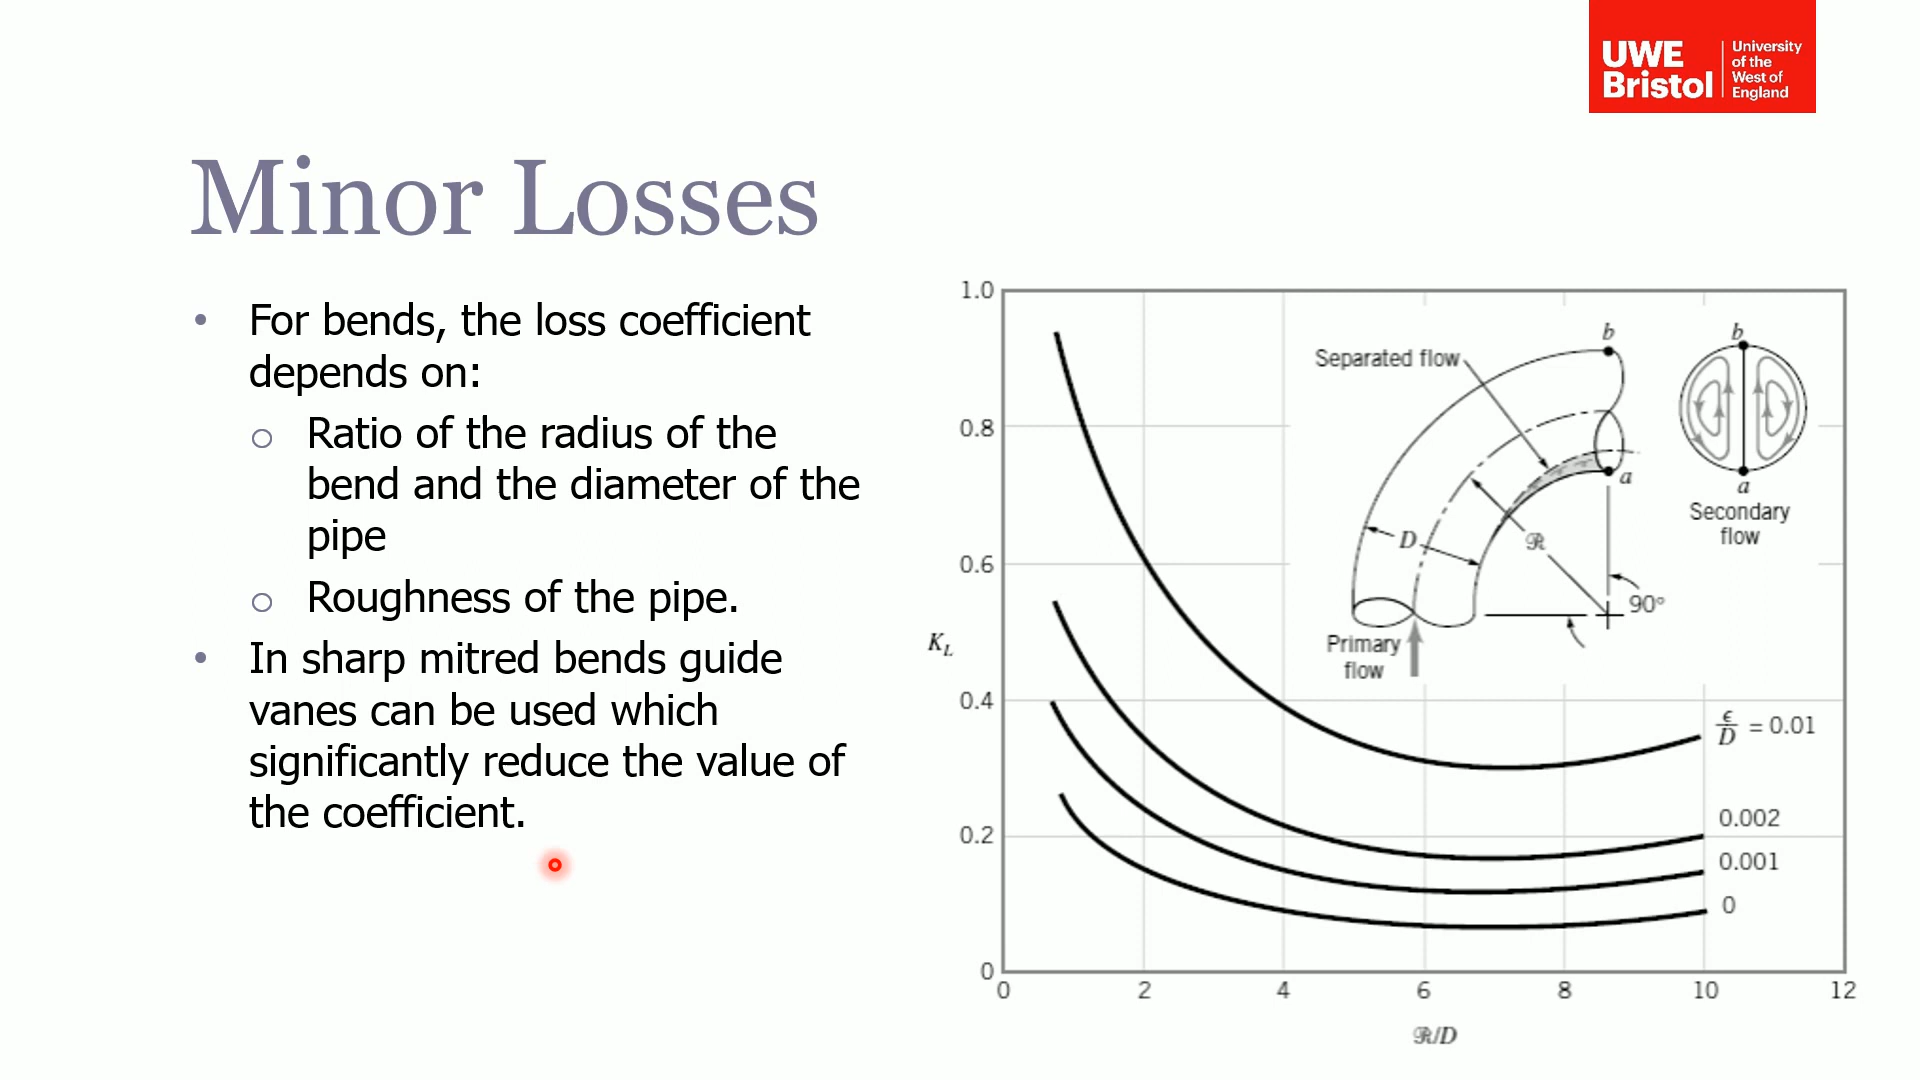 UWE
Bristol
University
of the
West of
England
Minor Losses
• For bends, the loss coefficient
depends on:
o Ratio of the radius of the
bend and the diameter of the
pipe
o Roughness of the pipe.
• In sharp mitred bends guide
vanes can be used which
significantly reduce the value of
the coefficient.
1.0
0.8
0.6
0.4
0.2
0
K_L
0 2 4 6 8 10 12
ℛ/D
Separated flow
b
a
D
ℛ
90°
Primary
flow
b
a
Secondary
flow
ϵ/D = 0.01
0.002
0.001
0